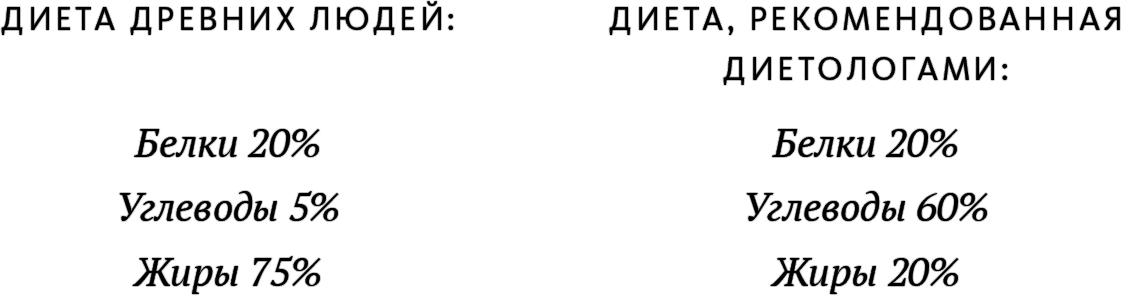 ДИЕТА ДРЕВНИХ ЛЮДЕЙ:
Белки 20%
Углеводы 5%
Жиры 75%
ДИЕТА, РЕКОМЕНДОВАННАЯ
ДИЕТОЛОГАМИ:
Белки 20%
Углеводы 60%
Жиры 20%